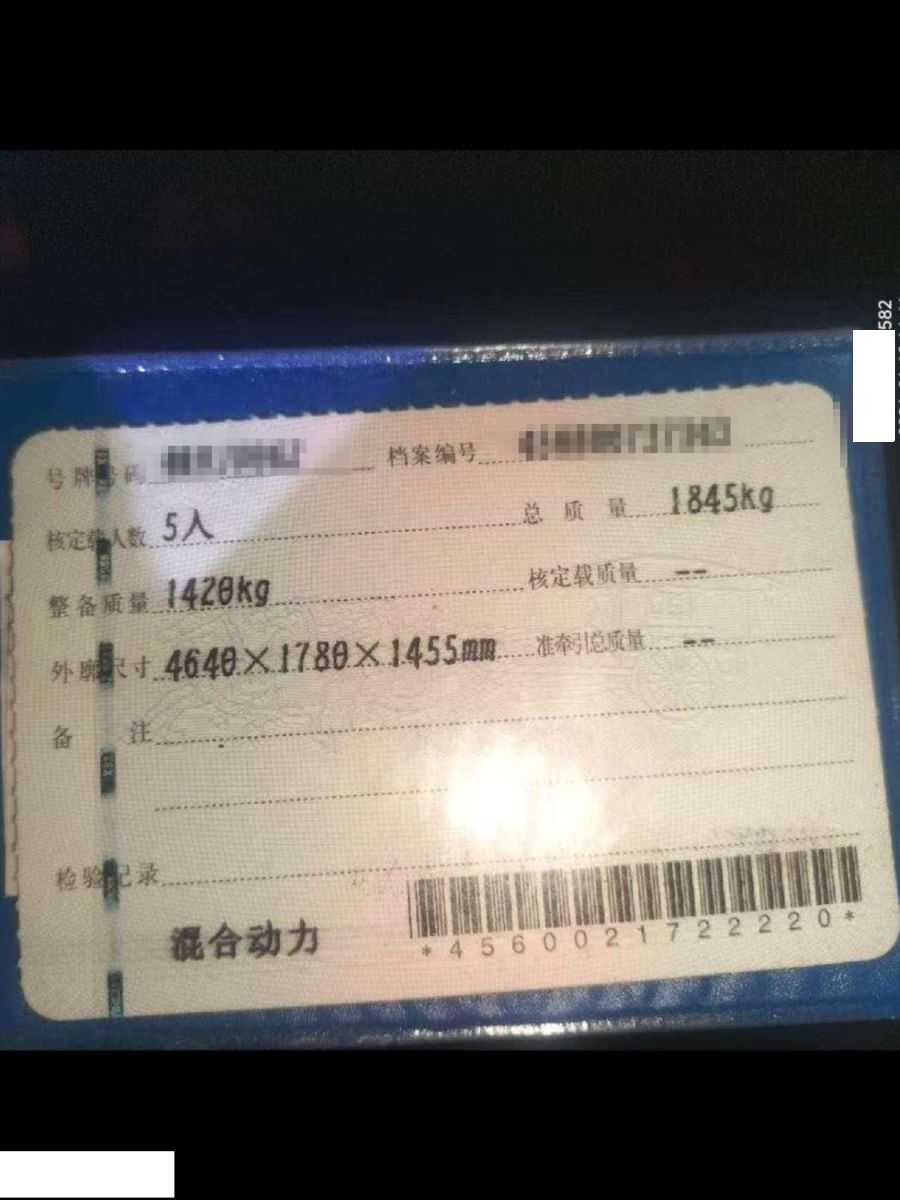 582
号牌号码 档案编号
核定载人数 5人 总质量 1845kg
整备质量 1420kg 核定载质量 --
外廓尺寸 4640×1780×1455mm 准牵引总质量 --
备注
检验记录
混合动力
*4560021722220*